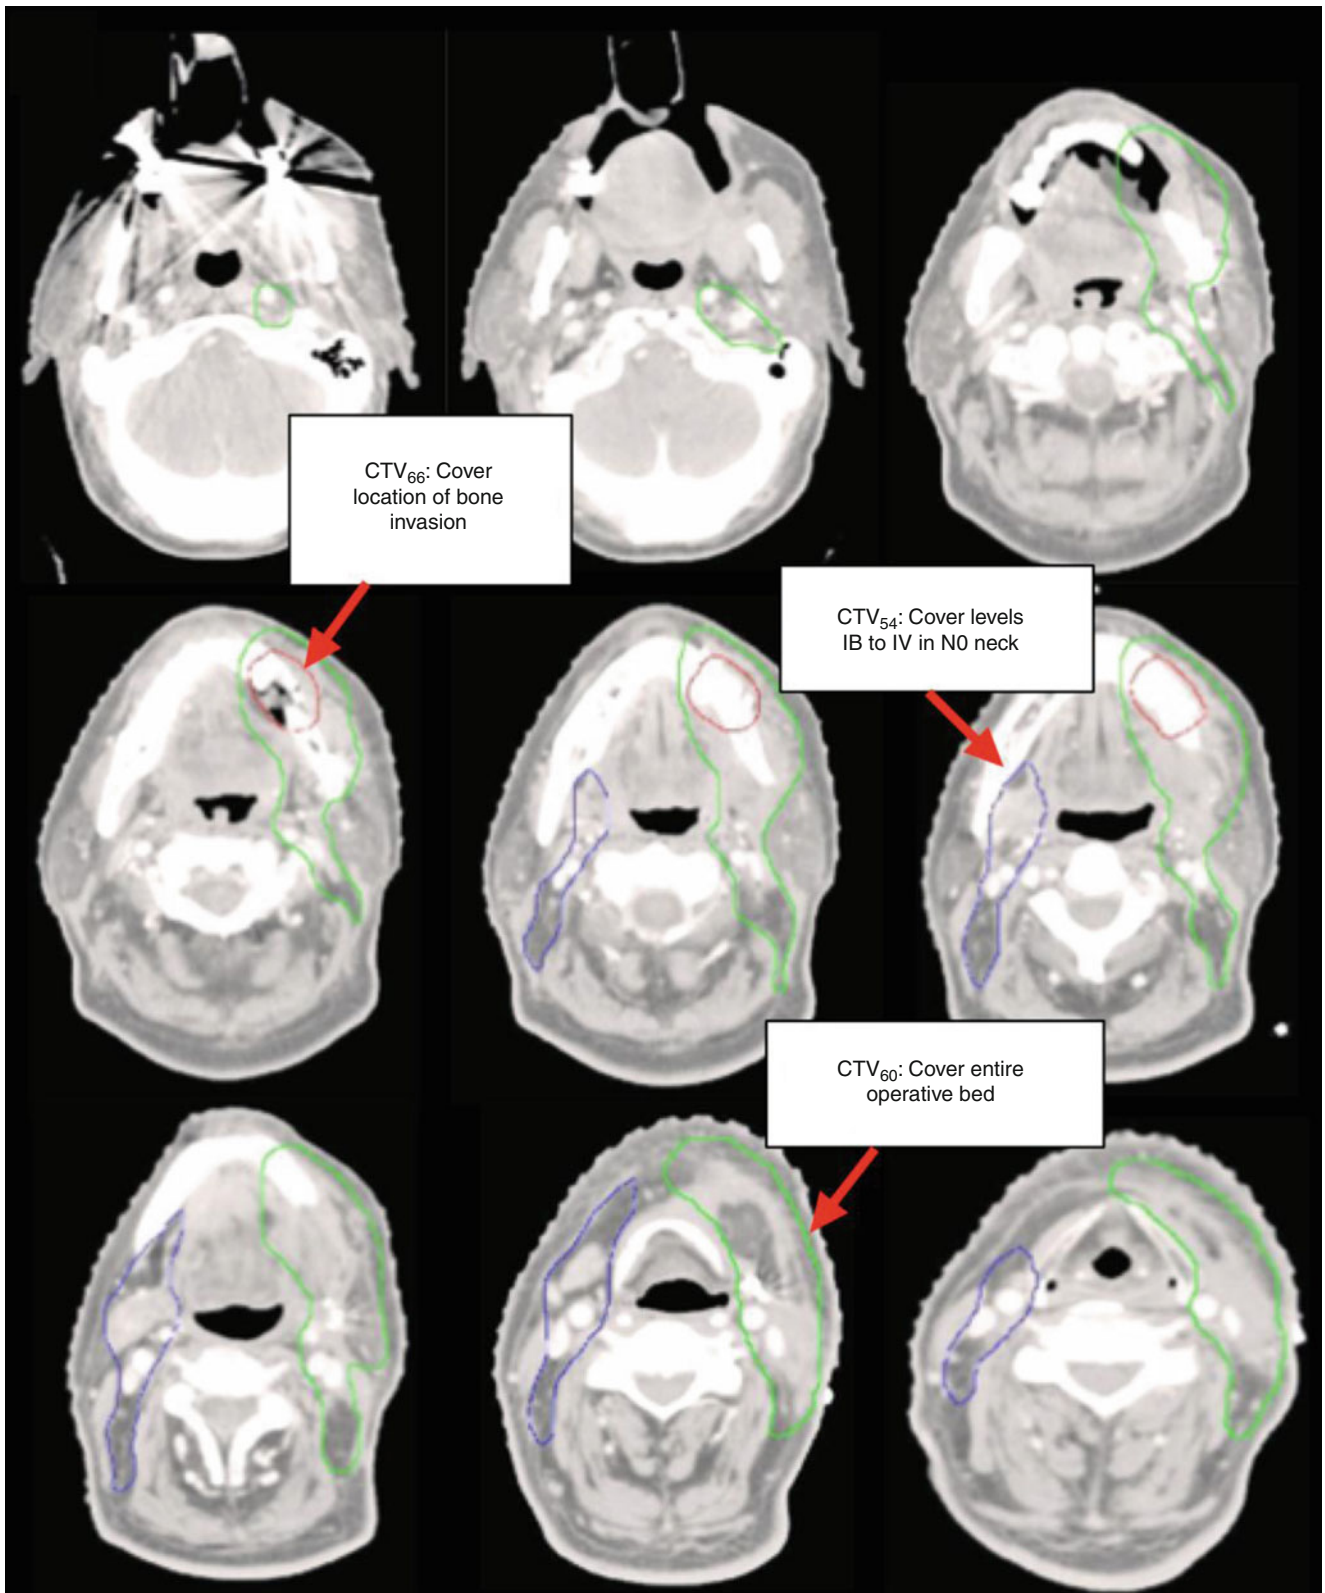 CTV66: Cover
location of bone
invasion
CTV54: Cover levels
IB to IV in N0 neck
CTV60: Cover entire
operative bed